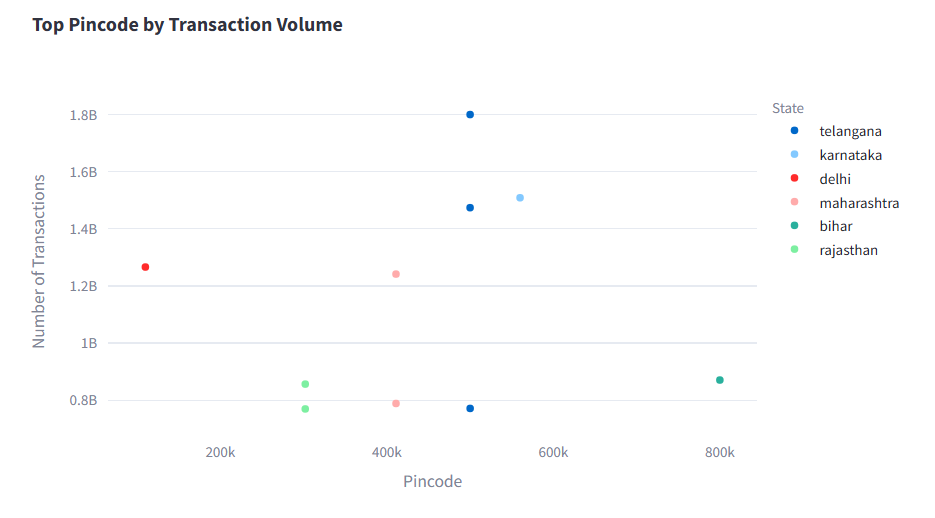 Top Pincode by Transaction Volume
State
telangana
karnataka
delhi
maharashtra
bihar
rajasthan
Number of Transactions
1.8B
1.6B
1.4B
1.2B
1B
0.8B
200k 400k 600k 800k
Pincode